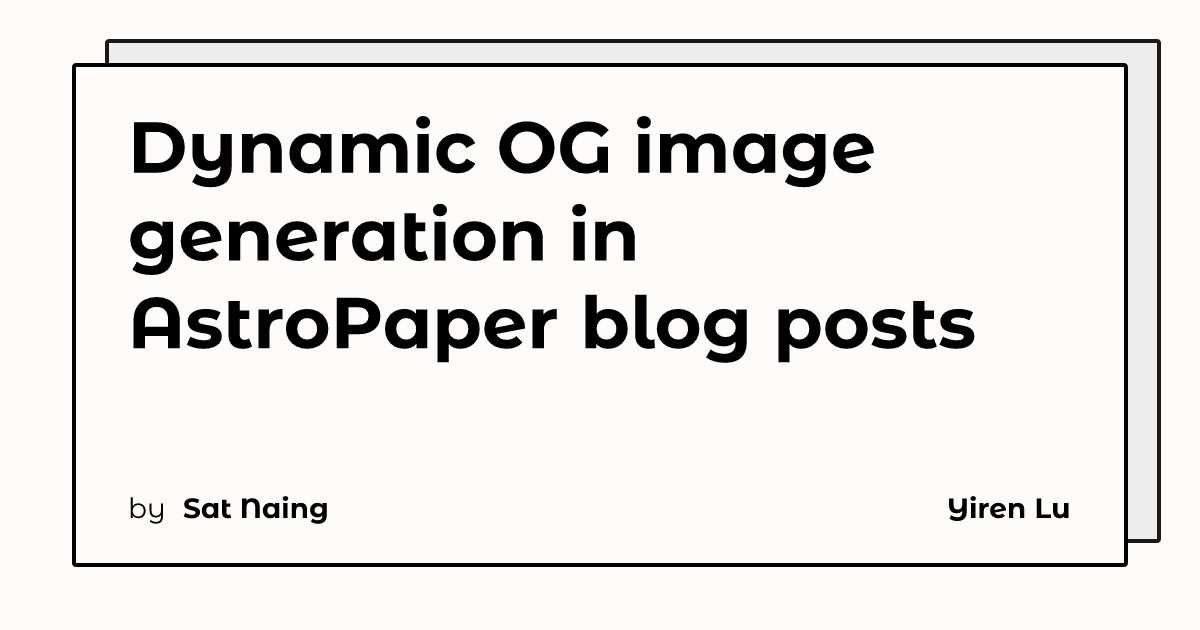 Dynamic OG image
generation in
AstroPaper blog posts
by Sat Naing
Yiren Lu